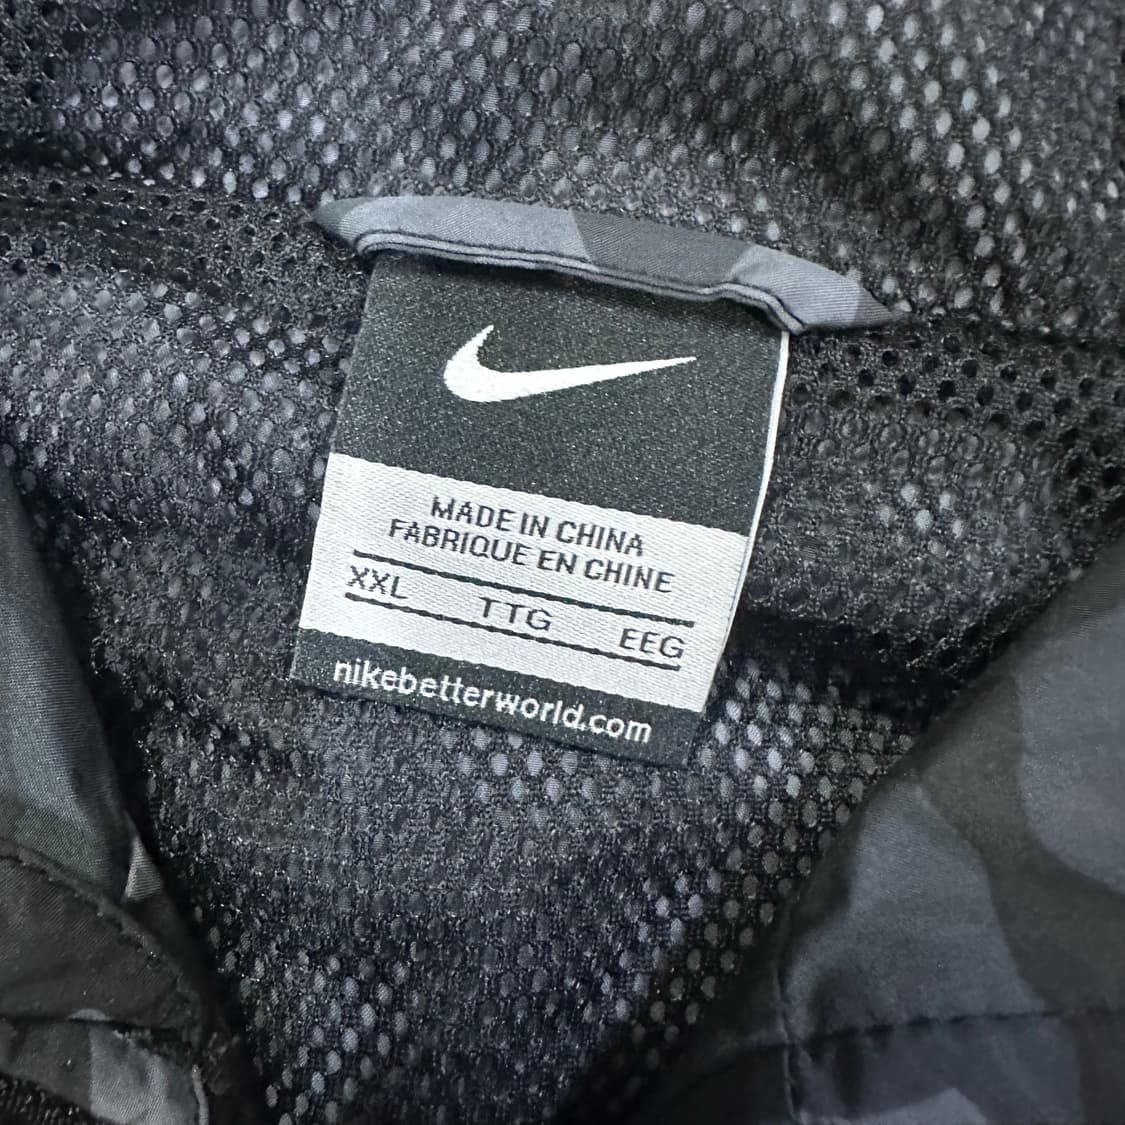 MADE IN CHINA
FABRIQUE EN CHINE
XXL TTG EEG
nikebetterworld.com